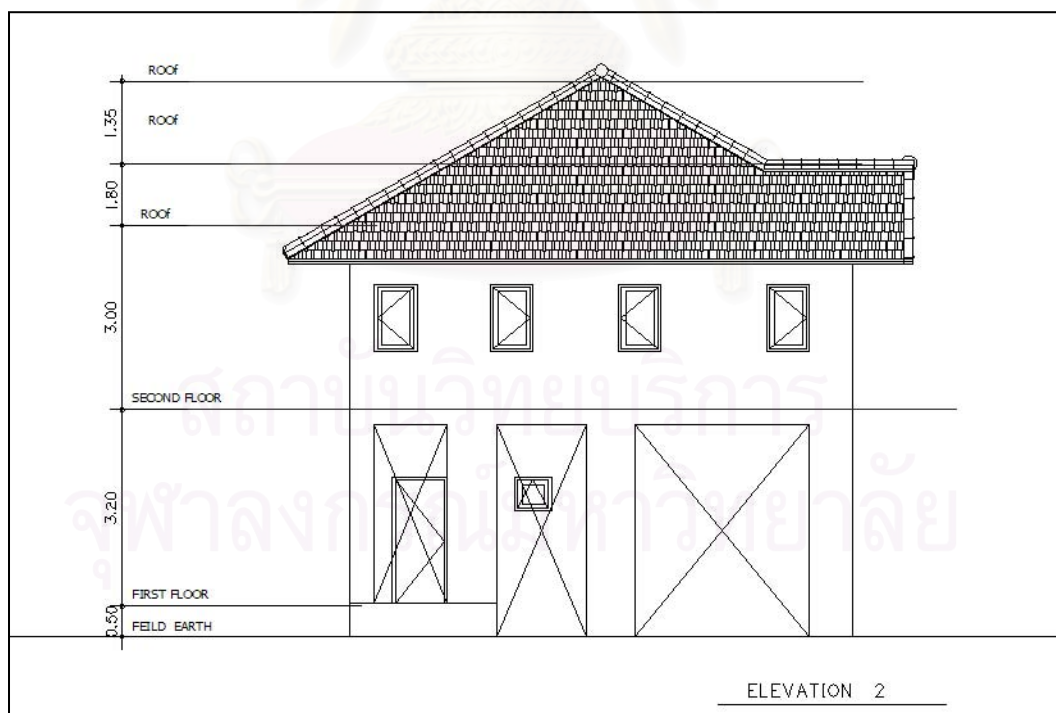 ROOf
1.35
ROOf
1.80
ROOf
3.00
SECOND FLOOR
สถาบันวิทยบริการ
3.20
จุฬาลงกรณ์มหาวิทยาลัย
FIRST FLOOR
0.50
FEILD EARTH
ELEVATION 2